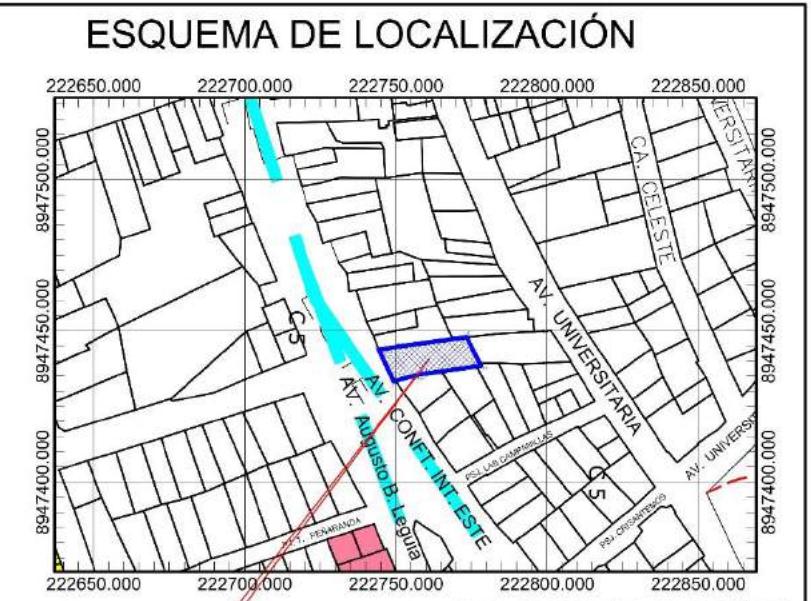 ESQUEMA DE LOCALIZACIÓN
222650.000 222700.000 222750.000 222800.000 222850.000
8947500.000 8947500.000
CA. CELESTE
AV. UNIVERSITARIA
8947450.000 8947450.000
C 5
AV. CONFT. INT. ESTE
AV. Augusto B. Leguia
PSJ. LAS CAMPANILLAS
AV. UNIVERSI
8947400.000 8947400.000
C 5
PSJ. CRISANTEMOS
PEÑARANDA
222650.000 222700.000 222750.000 222800.000 222850.000